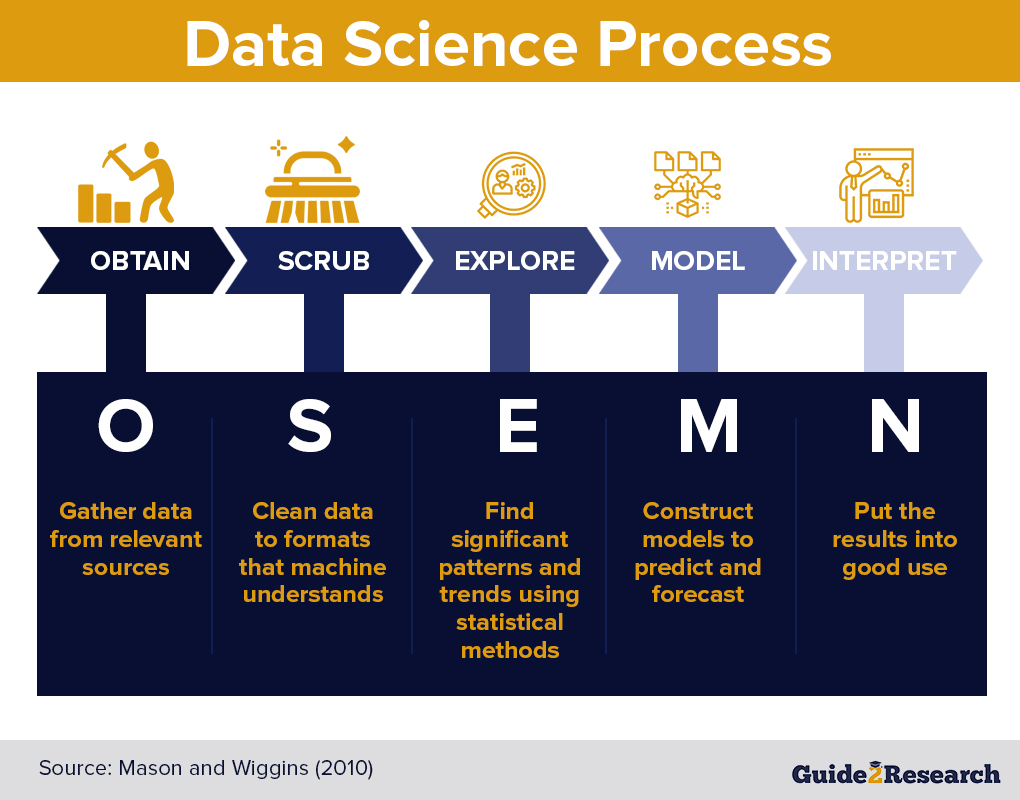 Data Science Process
OBTAIN
SCRUB
EXPLORE
MODEL
INTERPRET
O
Gather data
from relevant
sources
S
Clean data
to formats
that machine
understands
E
Find
significant
patterns and
trends using
statistical
methods
M
Construct
models to
predict and
forecast
N
Put the
results into
good use
Source: Mason and Wiggins (2010)
Guide2Research